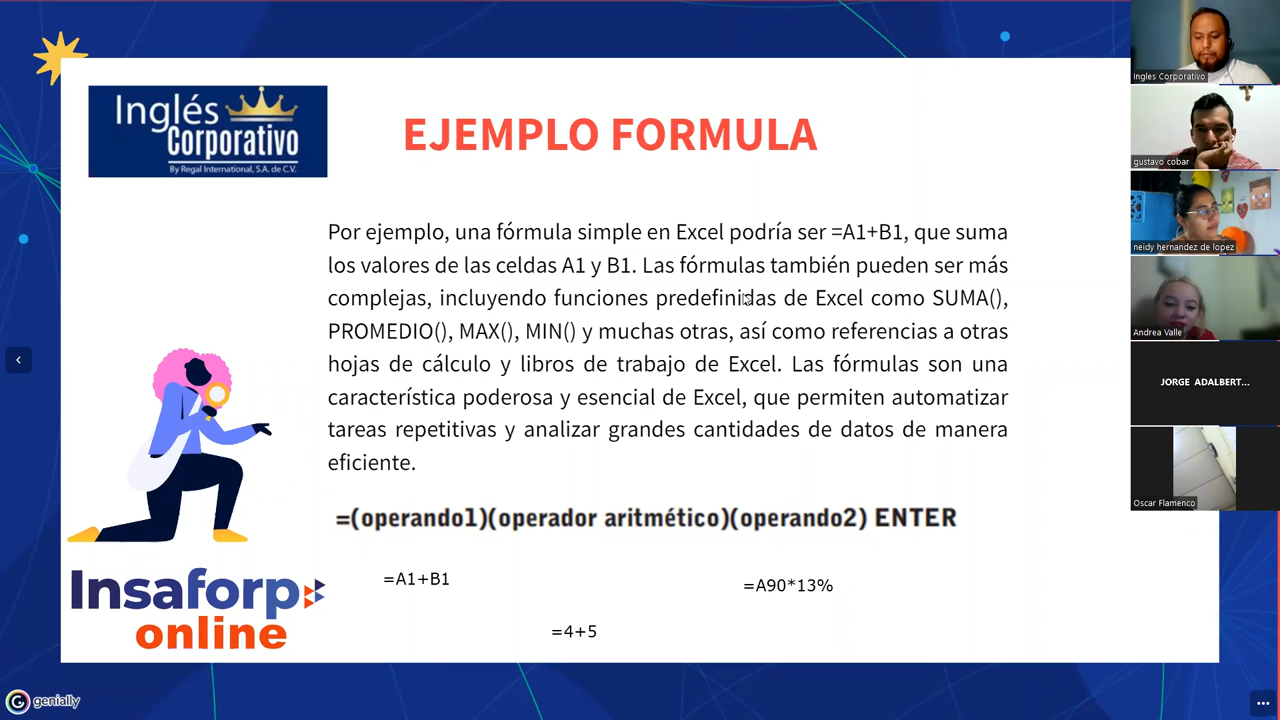 Inglés
Corporativo
By Regal International, S.A. de C.V.
EJEMPLO FORMULA
Por ejemplo, una fórmula simple en Excel podría ser =A1+B1, que suma
los valores de las celdas A1 y B1. Las fórmulas también pueden ser más
complejas, incluyendo funciones predefinidas de Excel como SUMA(),
PROMEDIO(), MAX(), MIN() y muchas otras, así como referencias a otras
hojas de cálculo y libros de trabajo de Excel. Las fórmulas son una
característica poderosa y esencial de Excel, que permiten automatizar
tareas repetitivas y analizar grandes cantidades de datos de manera
eficiente.
=(operando1)(operador aritmético)(operando2) ENTER
=A1+B1
=A90*13%
=4+5
Insaforp
online
genially
Ingles Corporativo
gustavo cobar
neidy hernandez de lopez
Andrea Valle
JORGE ADALBERT...
Oscar Flamenco